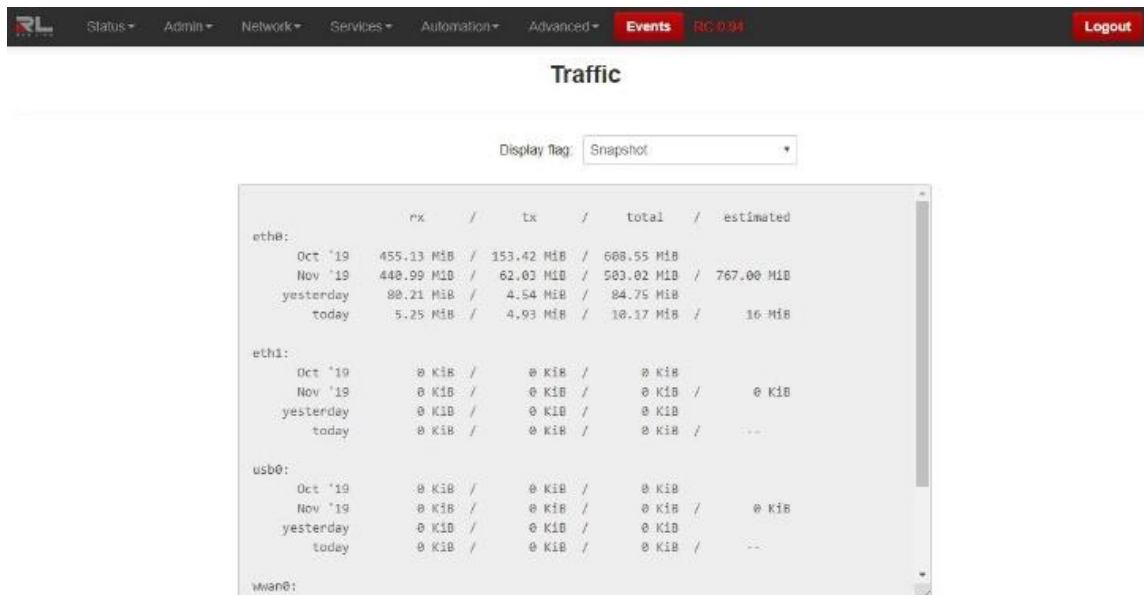 RL Status Admin Network Services Automation Advanced Events RC 0.94 Logout
Traffic
Display flag: Snapshot
rx / tx / total / estimated
eth0:
Oct '19 455.13 MiB / 153.42 MiB / 608.55 MiB
Nov '19 440.99 MiB / 62.03 MiB / 503.02 MiB / 767.00 MiB
yesterday 80.21 MiB / 4.54 MiB / 84.75 MiB
today 5.25 MiB / 4.93 MiB / 10.17 MiB / 16 MiB
eth1:
Oct '19 0 KiB / 0 KiB / 0 KiB
Nov '19 0 KiB / 0 KiB / 0 KiB / 0 KiB
yesterday 0 KiB / 0 KiB / 0 KiB
today 0 KiB / 0 KiB / 0 KiB / --
usb0:
Oct '19 0 KiB / 0 KiB / 0 KiB
Nov '19 0 KiB / 0 KiB / 0 KiB / 0 KiB
yesterday 0 KiB / 0 KiB / 0 KiB
today 0 KiB / 0 KiB / 0 KiB / --
wwan0: